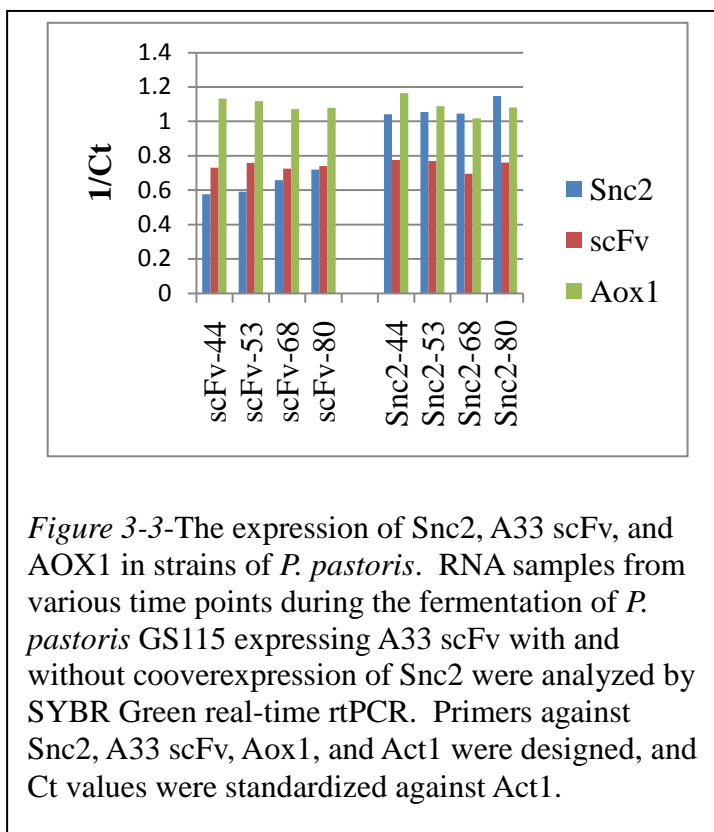 1.4
1.2
1
0.8
0.6
0.4
0.2
0
1/Ct
scFv-44
scFv-53
scFv-68
scFv-80
Snc2-44
Snc2-53
Snc2-68
Snc2-80
Snc2
scFv
Aox1
Figure 3-3-The expression of Snc2, A33 scFv, and
AOX1 in strains of P. pastoris. RNA samples from
various time points during the fermentation of P.
pastoris GS115 expressing A33 scFv with and
without cooverexpression of Snc2 were analyzed by
SYBR Green real-time rtPCR. Primers against
Snc2, A33 scFv, Aox1, and Act1 were designed, and
Ct values were standardized against Act1.